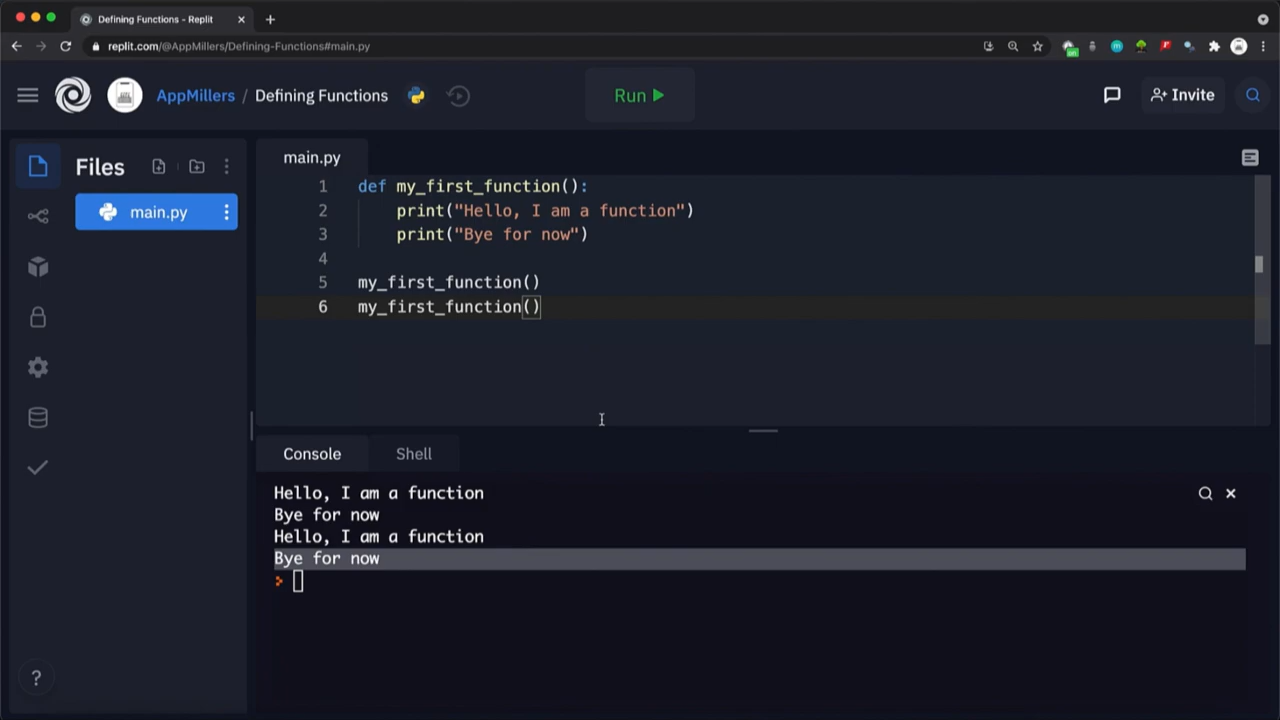 Defining Functions - Replit
replit.com/@AppMillers/Defining-Functions#main.py
AppMillers / Defining Functions
Run
Invite
Files
main.py
main.py
1 def my_first_function():
2 print("Hello, I am a function")
3 print("Bye for now")
4
5 my_first_function()
6 my_first_function()
Console
Shell
Hello, I am a function
Bye for now
Hello, I am a function
Bye for now
>
?